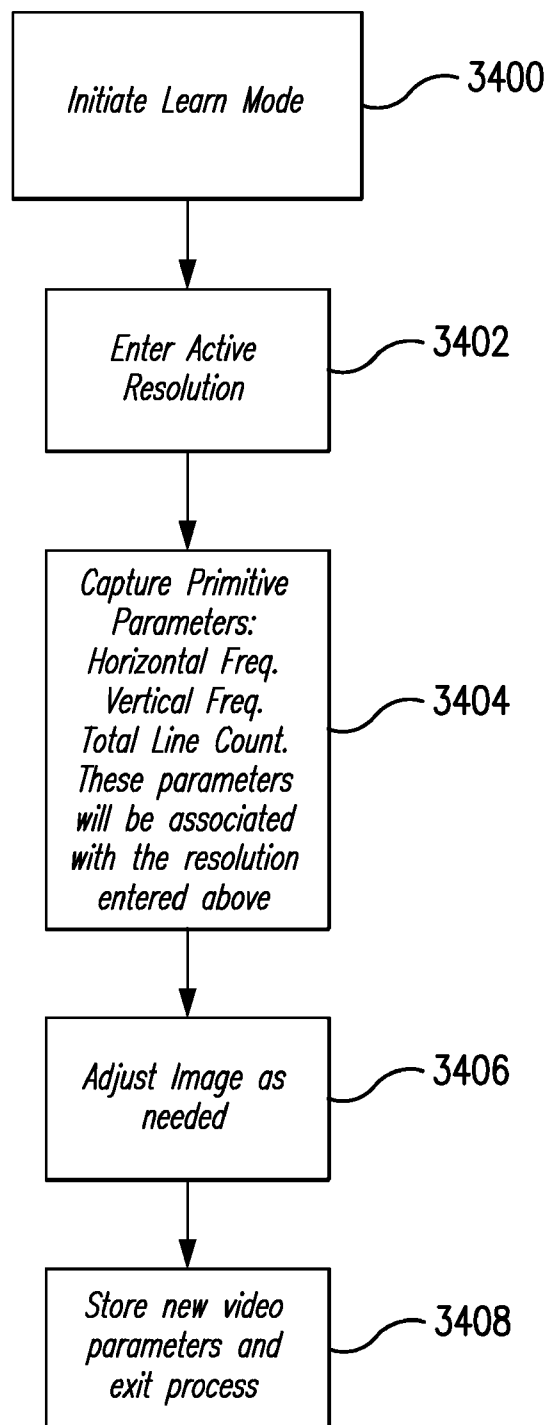 Initiate Learn Mode
3400
Enter Active
Resolution
3402
Capture Primitive
Parameters:
Horizontal Freq.
Vertical Freq.
Total Line Count.
These parameters
will be associated
with the resolution
entered above
3404
Adjust Image as
needed
3406
Store new video
parameters and
exit process
3408